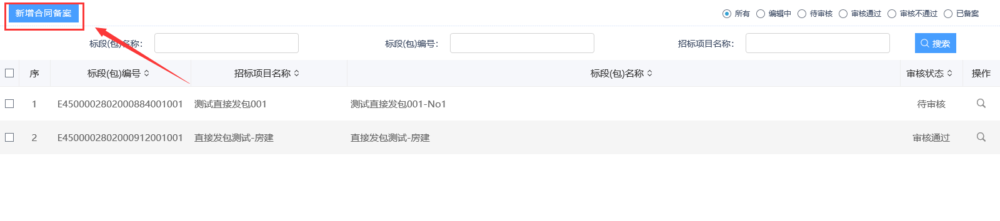 新增合同备案 所有 编辑中 待审核 审核通过 审核不通过 已备案
标段(包)名称： 标段(包)编号： 招标项目名称： 搜索
序 标段(包)编号 招标项目名称 标段(包)名称 审核状态 操作
1 E4500002802000884001001 测试直接发包001 测试直接发包001-No1 待审核
2 E4500002802000912001001 直接发包测试-房建 直接发包测试-房建 审核通过